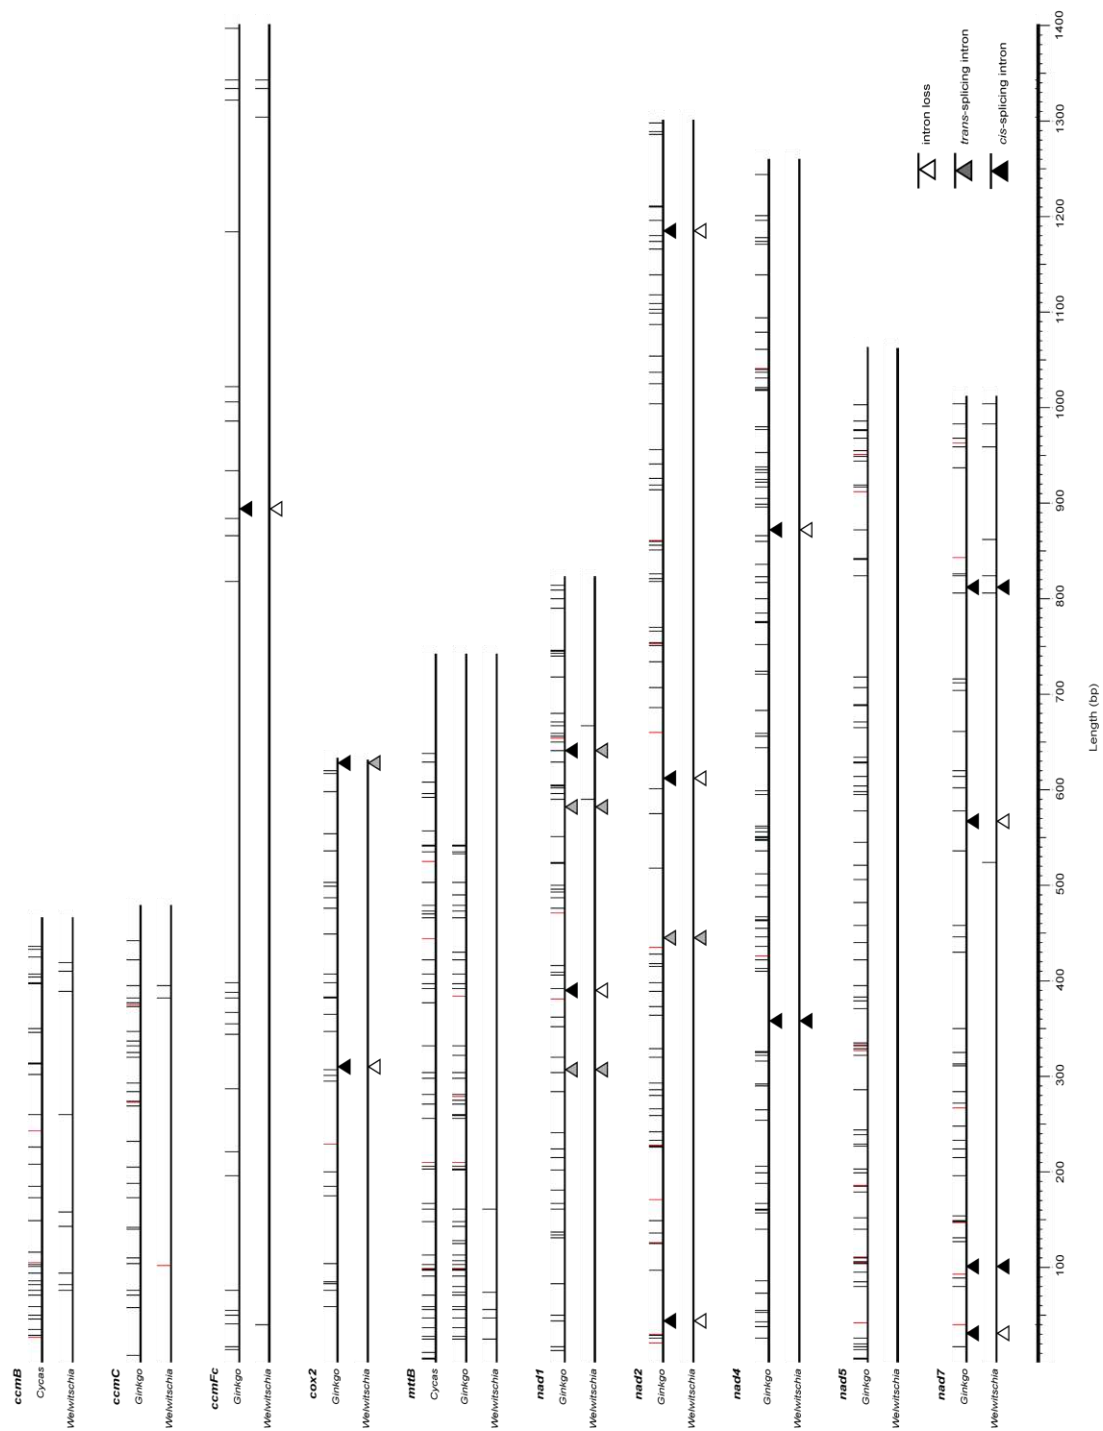 ccmB
Cycas
Welwitschia
ccmC
Ginkgo
Welwitschia
ccmFc
Ginkgo
Welwitschia
cox2
Ginkgo
Welwitschia
mttB
Cycas
Ginkgo
Welwitschia
nad1
Ginkgo
Welwitschia
nad2
Ginkgo
Welwitschia
nad4
Ginkgo
Welwitschia
nad5
Ginkgo
Welwitschia
nad7
Ginkgo
Welwitschia
100 200 300 400 500 600 700 800 900 1000 1100 1200 1300 1400
Length (bp)
intron loss
trans-splicing intron
cis-splicing intron